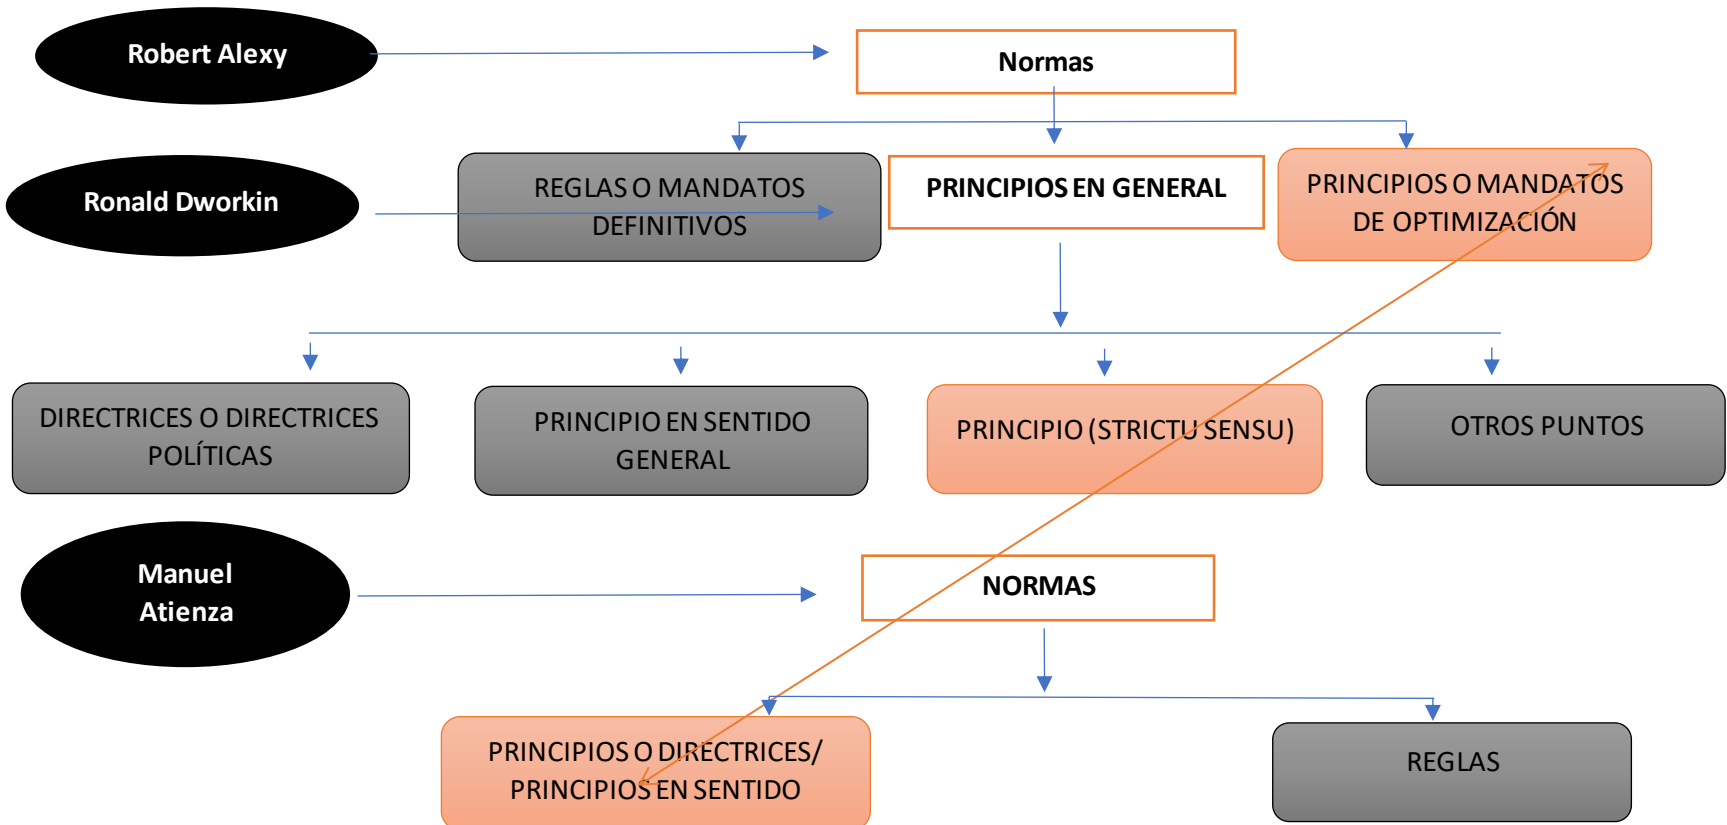 Robert Alexy
Normas
Ronald Dworkin
REGLAS O MANDATOS
DEFINITIVOS
PRINCIPIOS EN GENERAL
PRINCIPIOS O MANDATOS
DE OPTIMIZACIÓN
DIRECTRICES O DIRECTRICES
POLÍTICAS
PRINCIPIO EN SENTIDO
GENERAL
PRINCIPIO (STRICTU SENSU)
OTROS PUNTOS
Manuel
Atienza
NORMAS
PRINCIPIOS O DIRECTRICES/
PRINCIPIOS EN SENTIDO
REGLAS